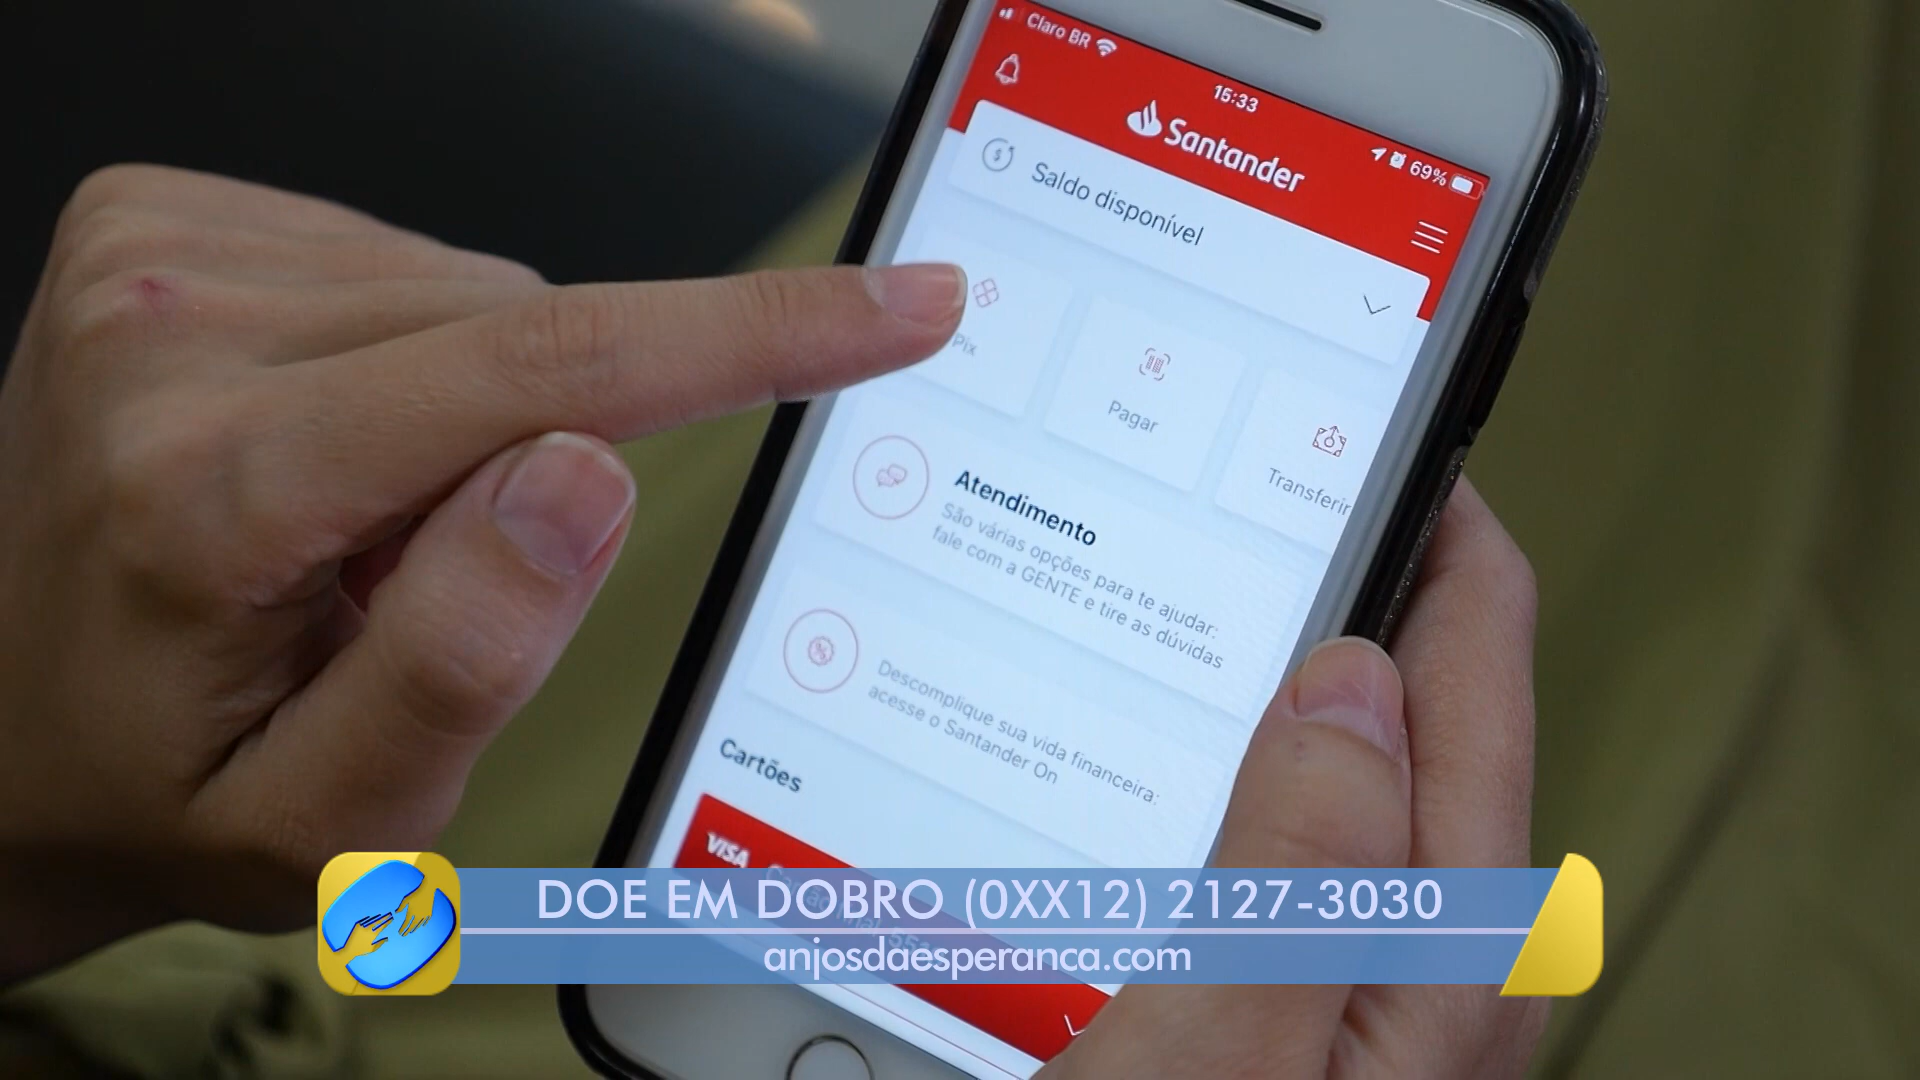 Claro BR
15:33
69%
Santander
Saldo disponível
Pix
Pagar
Transferir
Atendimento
São várias opções para te ajudar:
fale com a GENTE e tire as dúvidas
Descomplique sua vida financeira:
acesse o Santander On
Cartões
VISA
Cartão final
DOE EM DOBRO (0XX12) 2127-3030
anjosdaesperanca.com